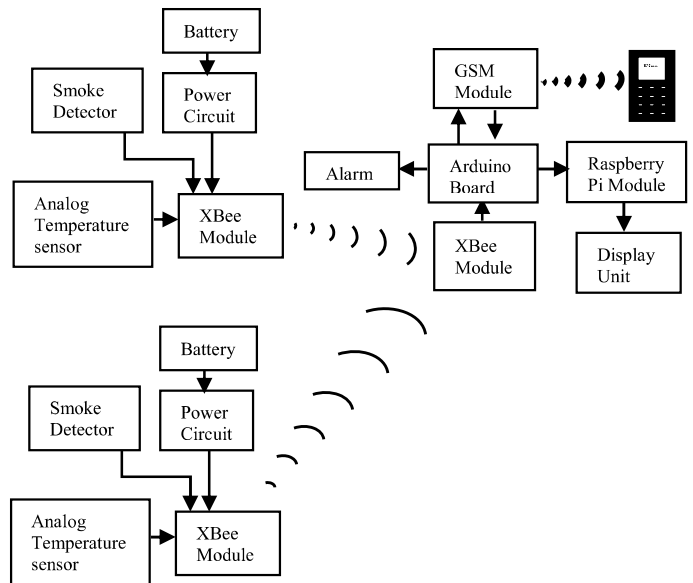 Battery
Smoke
Detector
Power
Circuit
Analog
Temperature
sensor
XBee
Module
GSM
Module
Alarm
Arduino
Board
Raspberry
Pi Module
XBee
Module
Display
Unit
Battery
Smoke
Detector
Power
Circuit
Analog
Temperature
sensor
XBee
Module